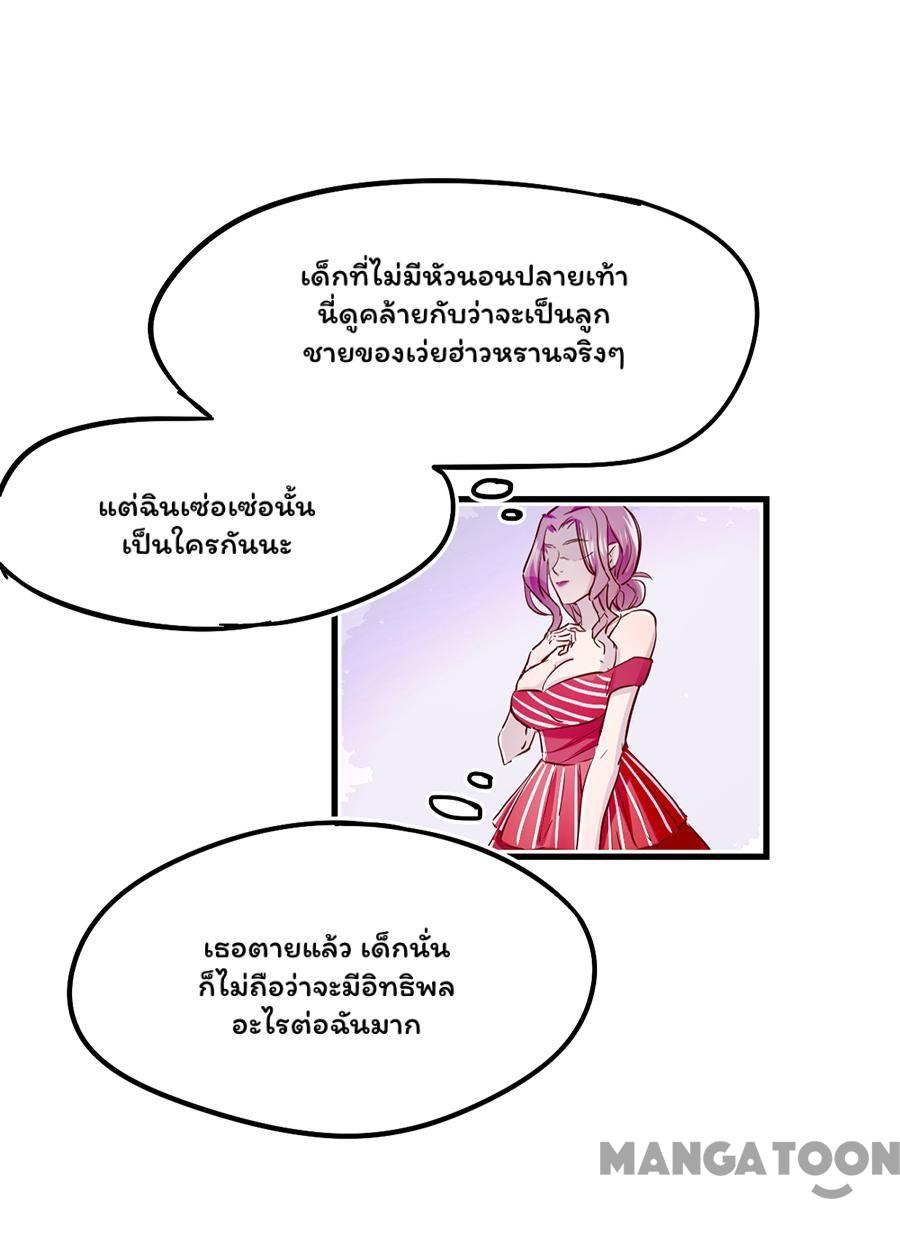 เด็กที่ไม่มีหัวนอนปลายเท้า
นี่ดูคล้ายกับว่าจะเป็นลูก
ชายของเว่ยฮ่าวหรานจริงๆ
แต่ฉินเซ่อเซ่อนั้น
เป็นใครกันนะ
เธอตายแล้ว เด็กนั่น
ก็ไม่ถือว่าจะมีอิทธิพล
อะไรต่อฉันมาก
MANGATOON